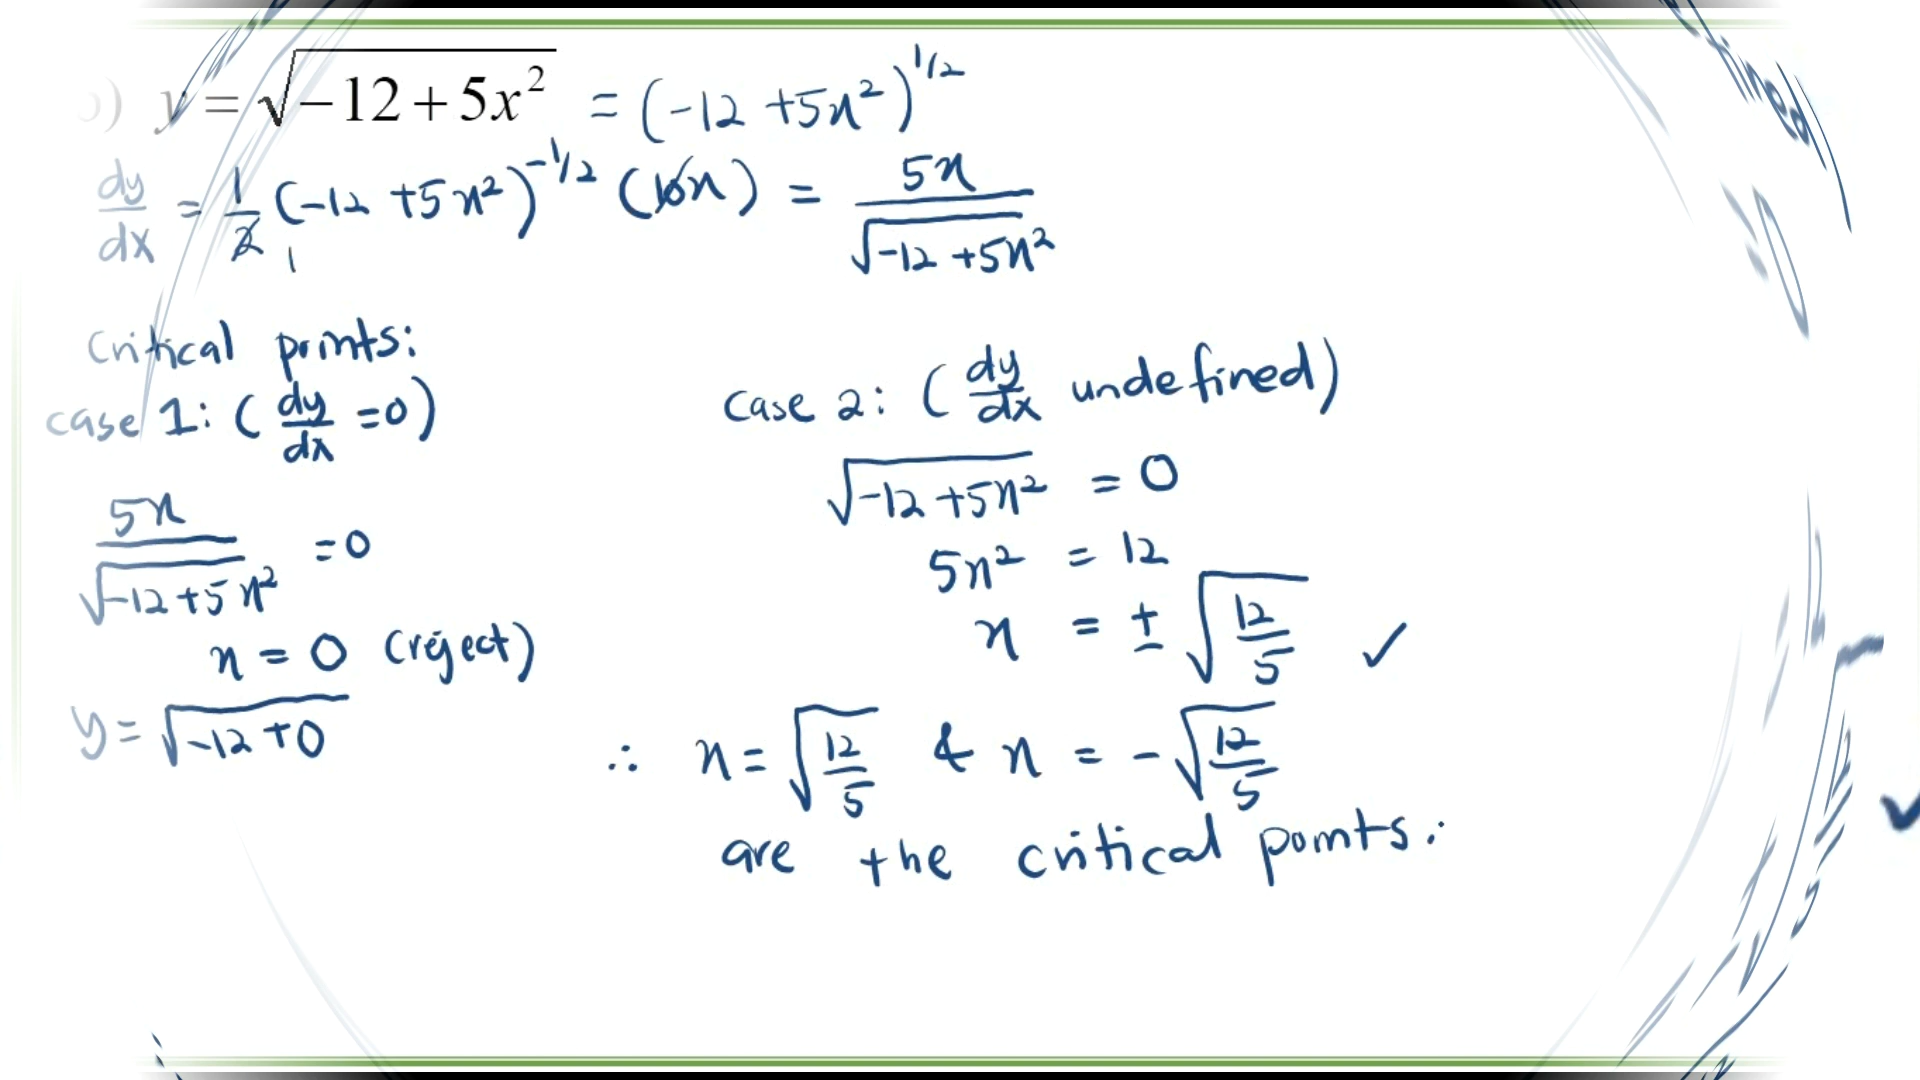 b) y = √(-12 + 5x²) = (-12 + 5x²)^1/2
dy/dx = 1/2 (-12 + 5x²)^-1/2 (10x) = 5x/√(-12 + 5x²)
1
Critical points:
case 1: (dy/dx = 0)
5x/√(-12 + 5x²) = 0
x = 0 (reject)
y = √(-12 + 0)
case 2: (dy/dx undefined)
√(-12 + 5x²) = 0
5x² = 12
x = ± √(12/5) ✓
∴ x = √(12/5) & x = -√(12/5)
are the critical points.